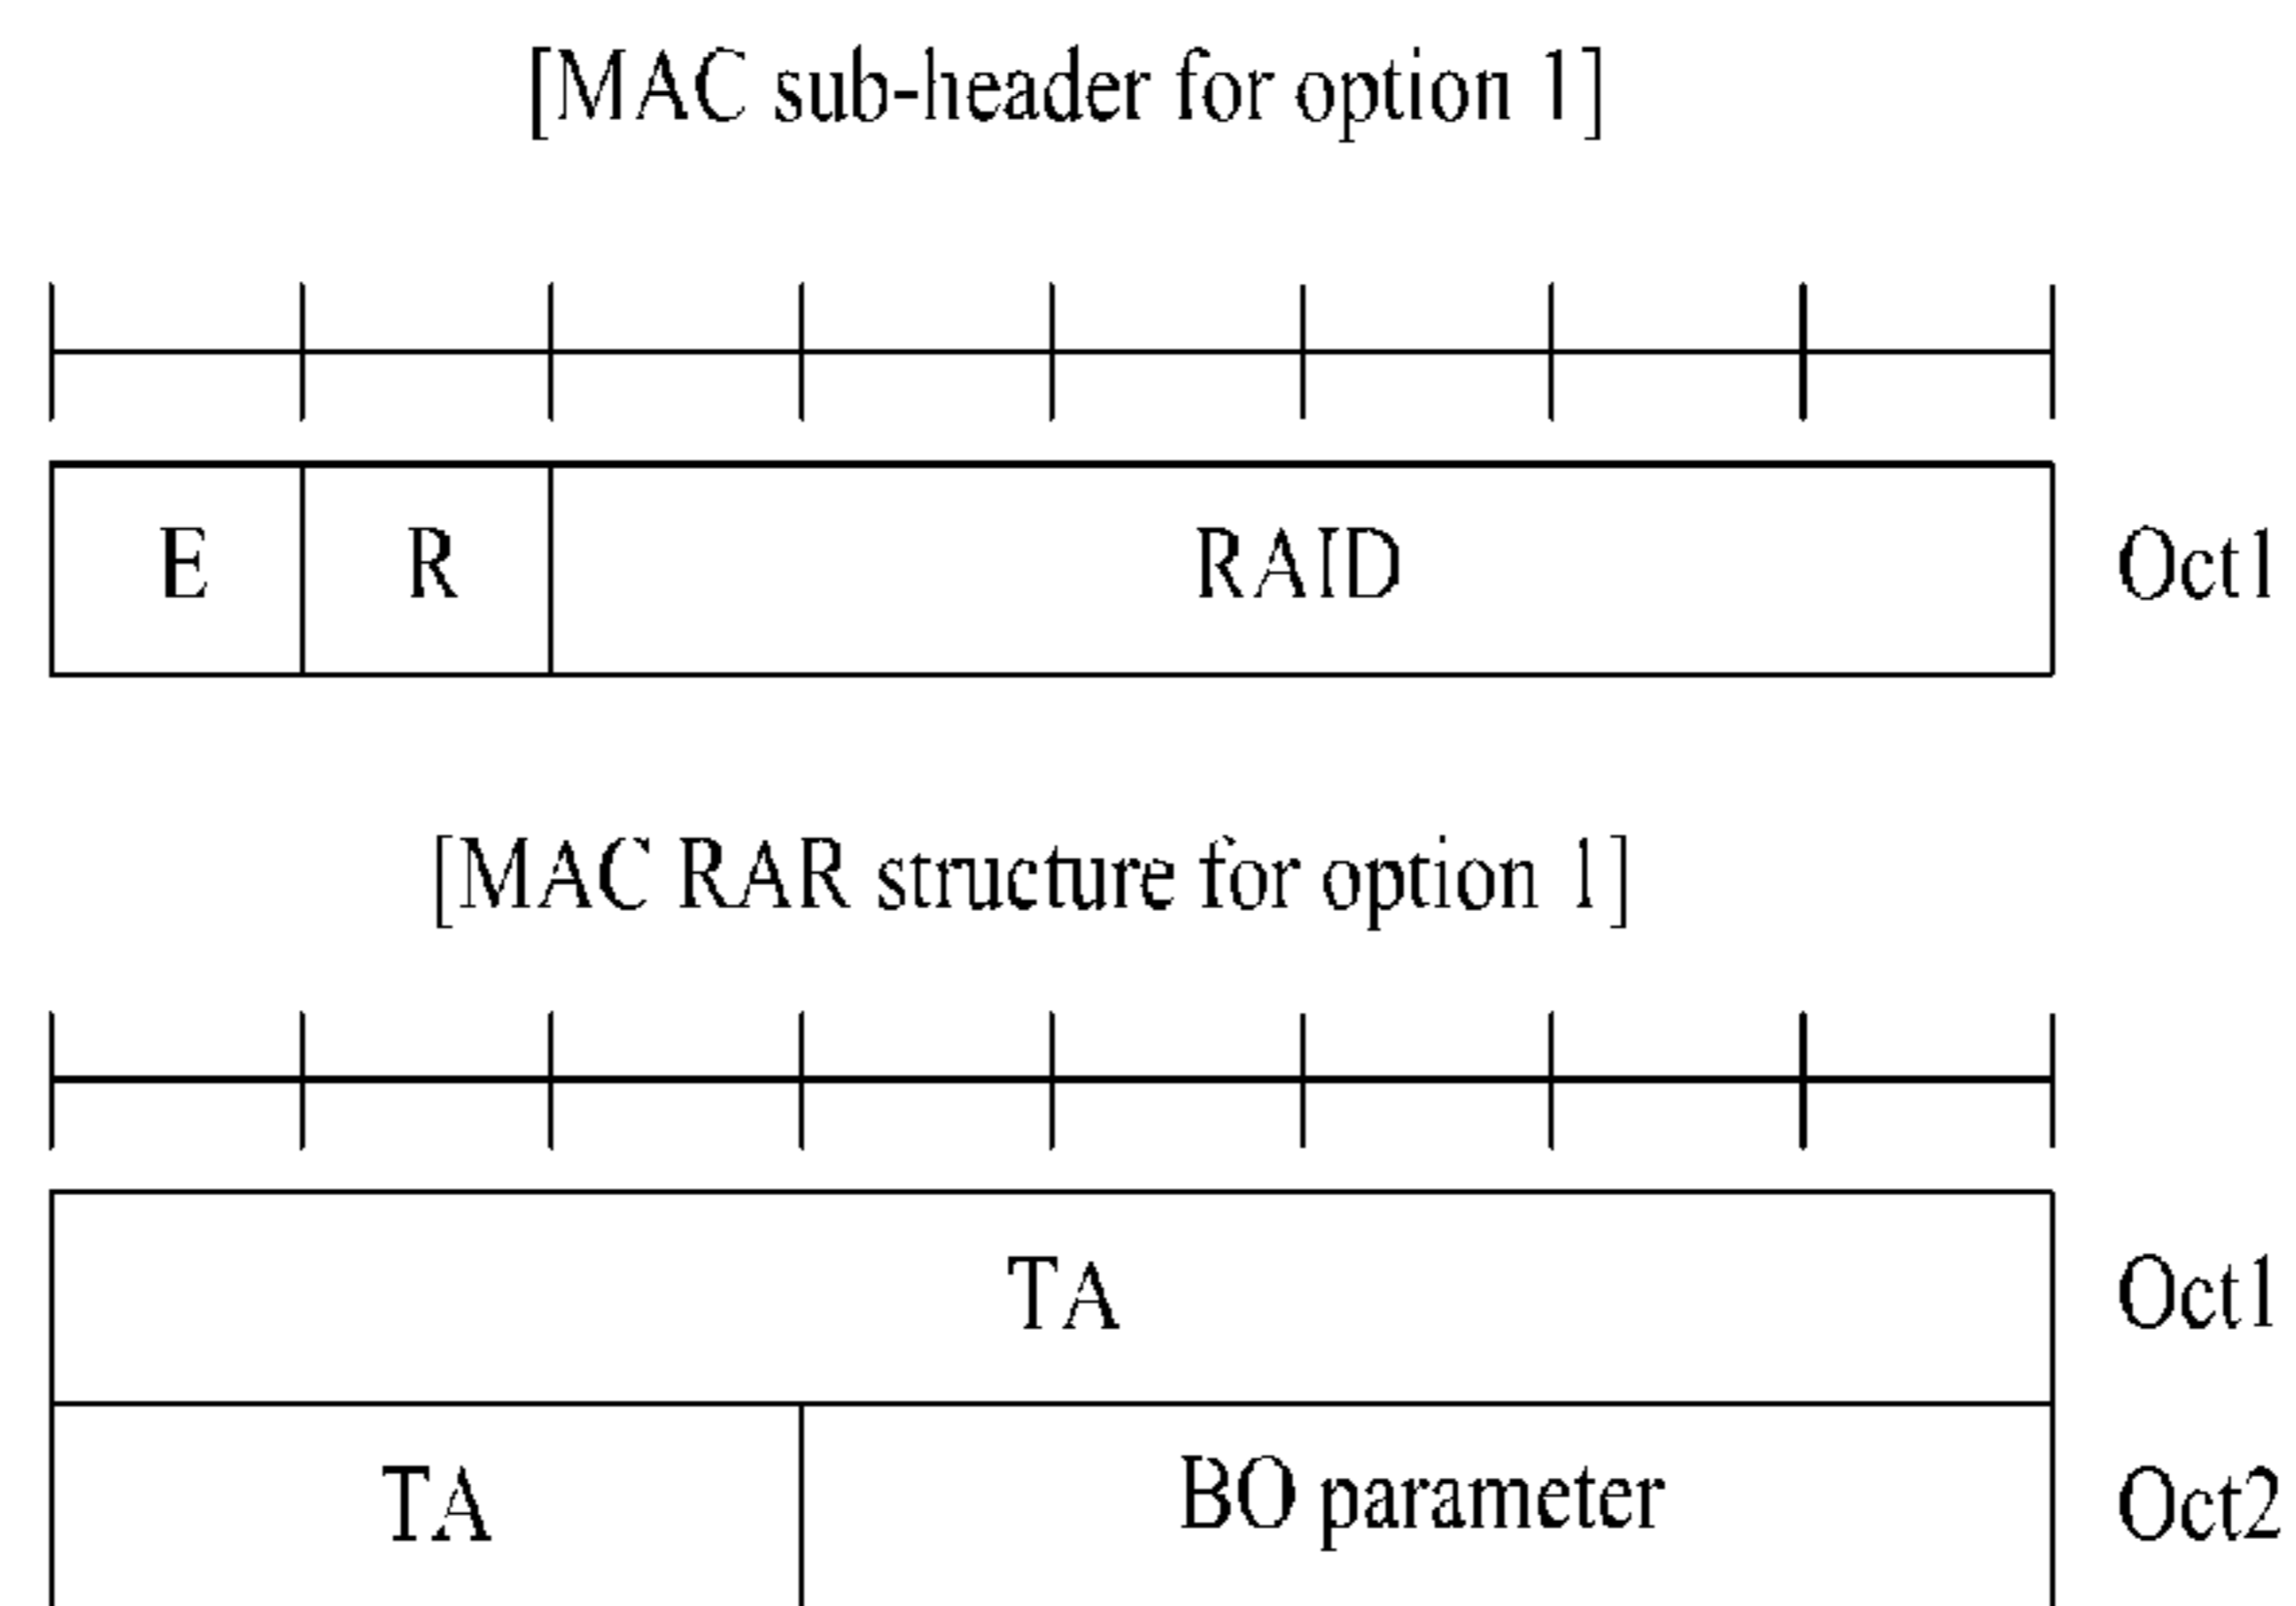 [MAC sub-header for option 1]
E R RAID Oct1
[MAC RAR structure for option 1]
TA Oct1
TA BO parameter Oct2